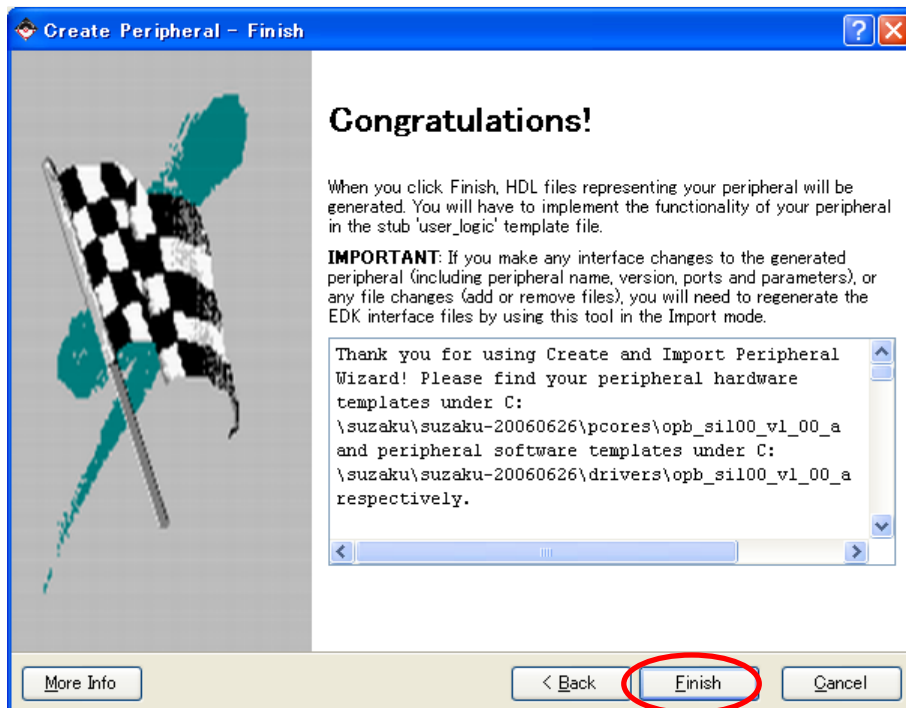 Create Peripheral - Finish
Congratulations!
When you click Finish, HDL files representing your peripheral will be
generated. You will have to implement the functionality of your peripheral
in the stub 'user_logic' template file.
IMPORTANT: If you make any interface changes to the generated
peripheral (including peripheral name, version, ports and parameters), or
any file changes (add or remove files), you will need to regenerate the
EDK interface files by using this tool in the Import mode.
Thank you for using Create and Import Peripheral
Wizard! Please find your peripheral hardware
templates under C:
\suzaku\suzaku-20060626\pcores\opb_sil00_v1_00_a
and peripheral software templates under C:
\suzaku\suzaku-20060626\drivers\opb_sil00_v1_00_a
respectively.
More Info
< Back
Finish
Cancel